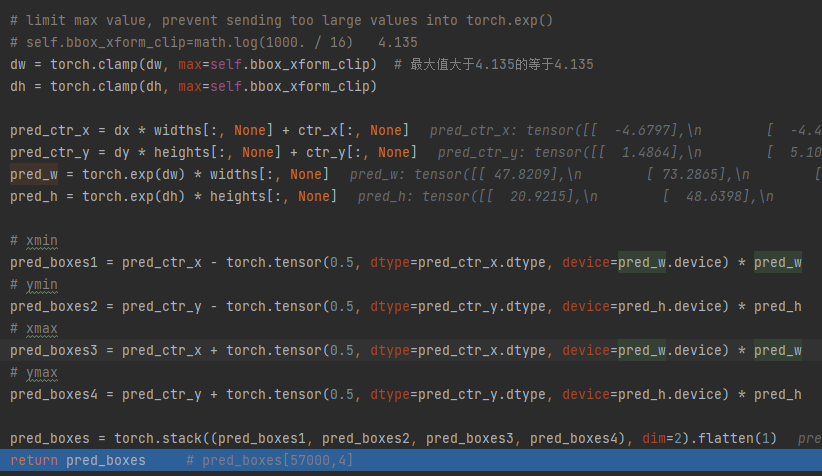 # limit max value, prevent sending too large values into torch.exp()
# self.bbox_xform_clip=math.log(1000. / 16)   4.135
dw = torch.clamp(dw, max=self.bbox_xform_clip)  # 最大值大于4.135的等于4.135
dh = torch.clamp(dh, max=self.bbox_xform_clip)
pred_ctr_x = dx * widths[:, None] + ctr_x[:, None]  pred_ctr_x: tensor([[  -4.6797],\n        [  -4.4
pred_ctr_y = dy * heights[:, None] + ctr_y[:, None]  pred_ctr_y: tensor([[  1.4864],\n        [  5.10
pred_w = torch.exp(dw) * widths[:, None]  pred_w: tensor([[ 47.8209],\n        [ 73.2865],\n        [
pred_h = torch.exp(dh) * heights[:, None]  pred_h: tensor([[  20.9215],\n        [  48.6398],\n
# xmin
pred_boxes1 = pred_ctr_x - torch.tensor(0.5, dtype=pred_ctr_x.dtype, device=pred_w.device) * pred_w
# ymin
pred_boxes2 = pred_ctr_y - torch.tensor(0.5, dtype=pred_ctr_y.dtype, device=pred_h.device) * pred_h
# xmax
pred_boxes3 = pred_ctr_x + torch.tensor(0.5, dtype=pred_ctr_x.dtype, device=pred_w.device) * pred_w
# ymax
pred_boxes4 = pred_ctr_y + torch.tensor(0.5, dtype=pred_ctr_y.dtype, device=pred_h.device) * pred_h
pred_boxes = torch.stack((pred_boxes1, pred_boxes2, pred_boxes3, pred_boxes4), dim=2).flatten(1)  pre
return pred_boxes    # pred_boxes[57000,4]